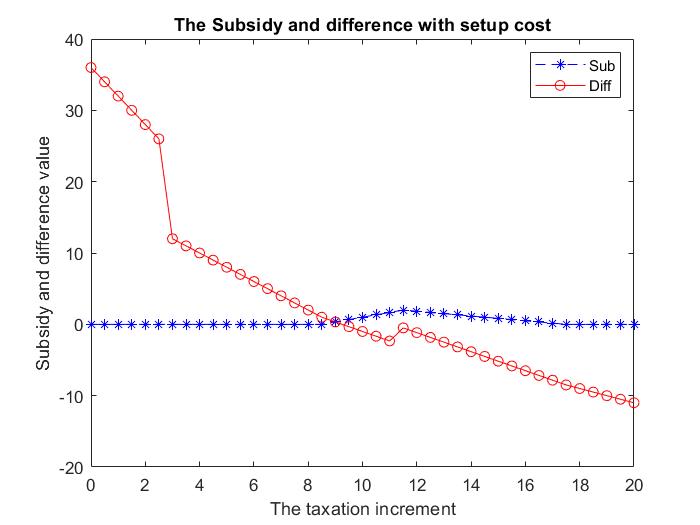 The Subsidy and difference with setup cost
Sub
Diff
Subsidy and difference value
40
30
20
10
0
-10
-20
0 2 4 6 8 10 12 14 16 18 20
The taxation increment